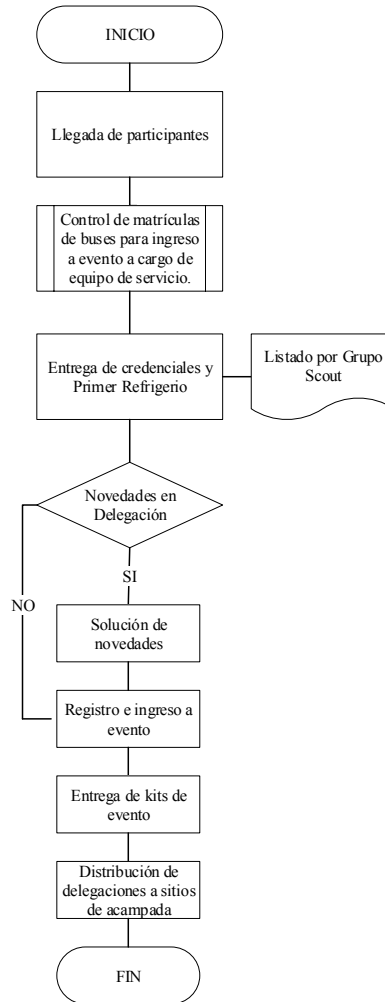 INICIO
Llegada de participantes
Control de matrículas
de buses para ingreso
a evento a cargo de
equipo de servicio.
Entrega de credenciales y
Primer Refrigerio
Listado por Grupo
Scout
Novedades en
Delegación
SI
NO
Solución de
novedades
Registro e ingreso a
evento
Entrega de kits de
evento
Distribución de
delegaciones a sitios
de acampada
FIN